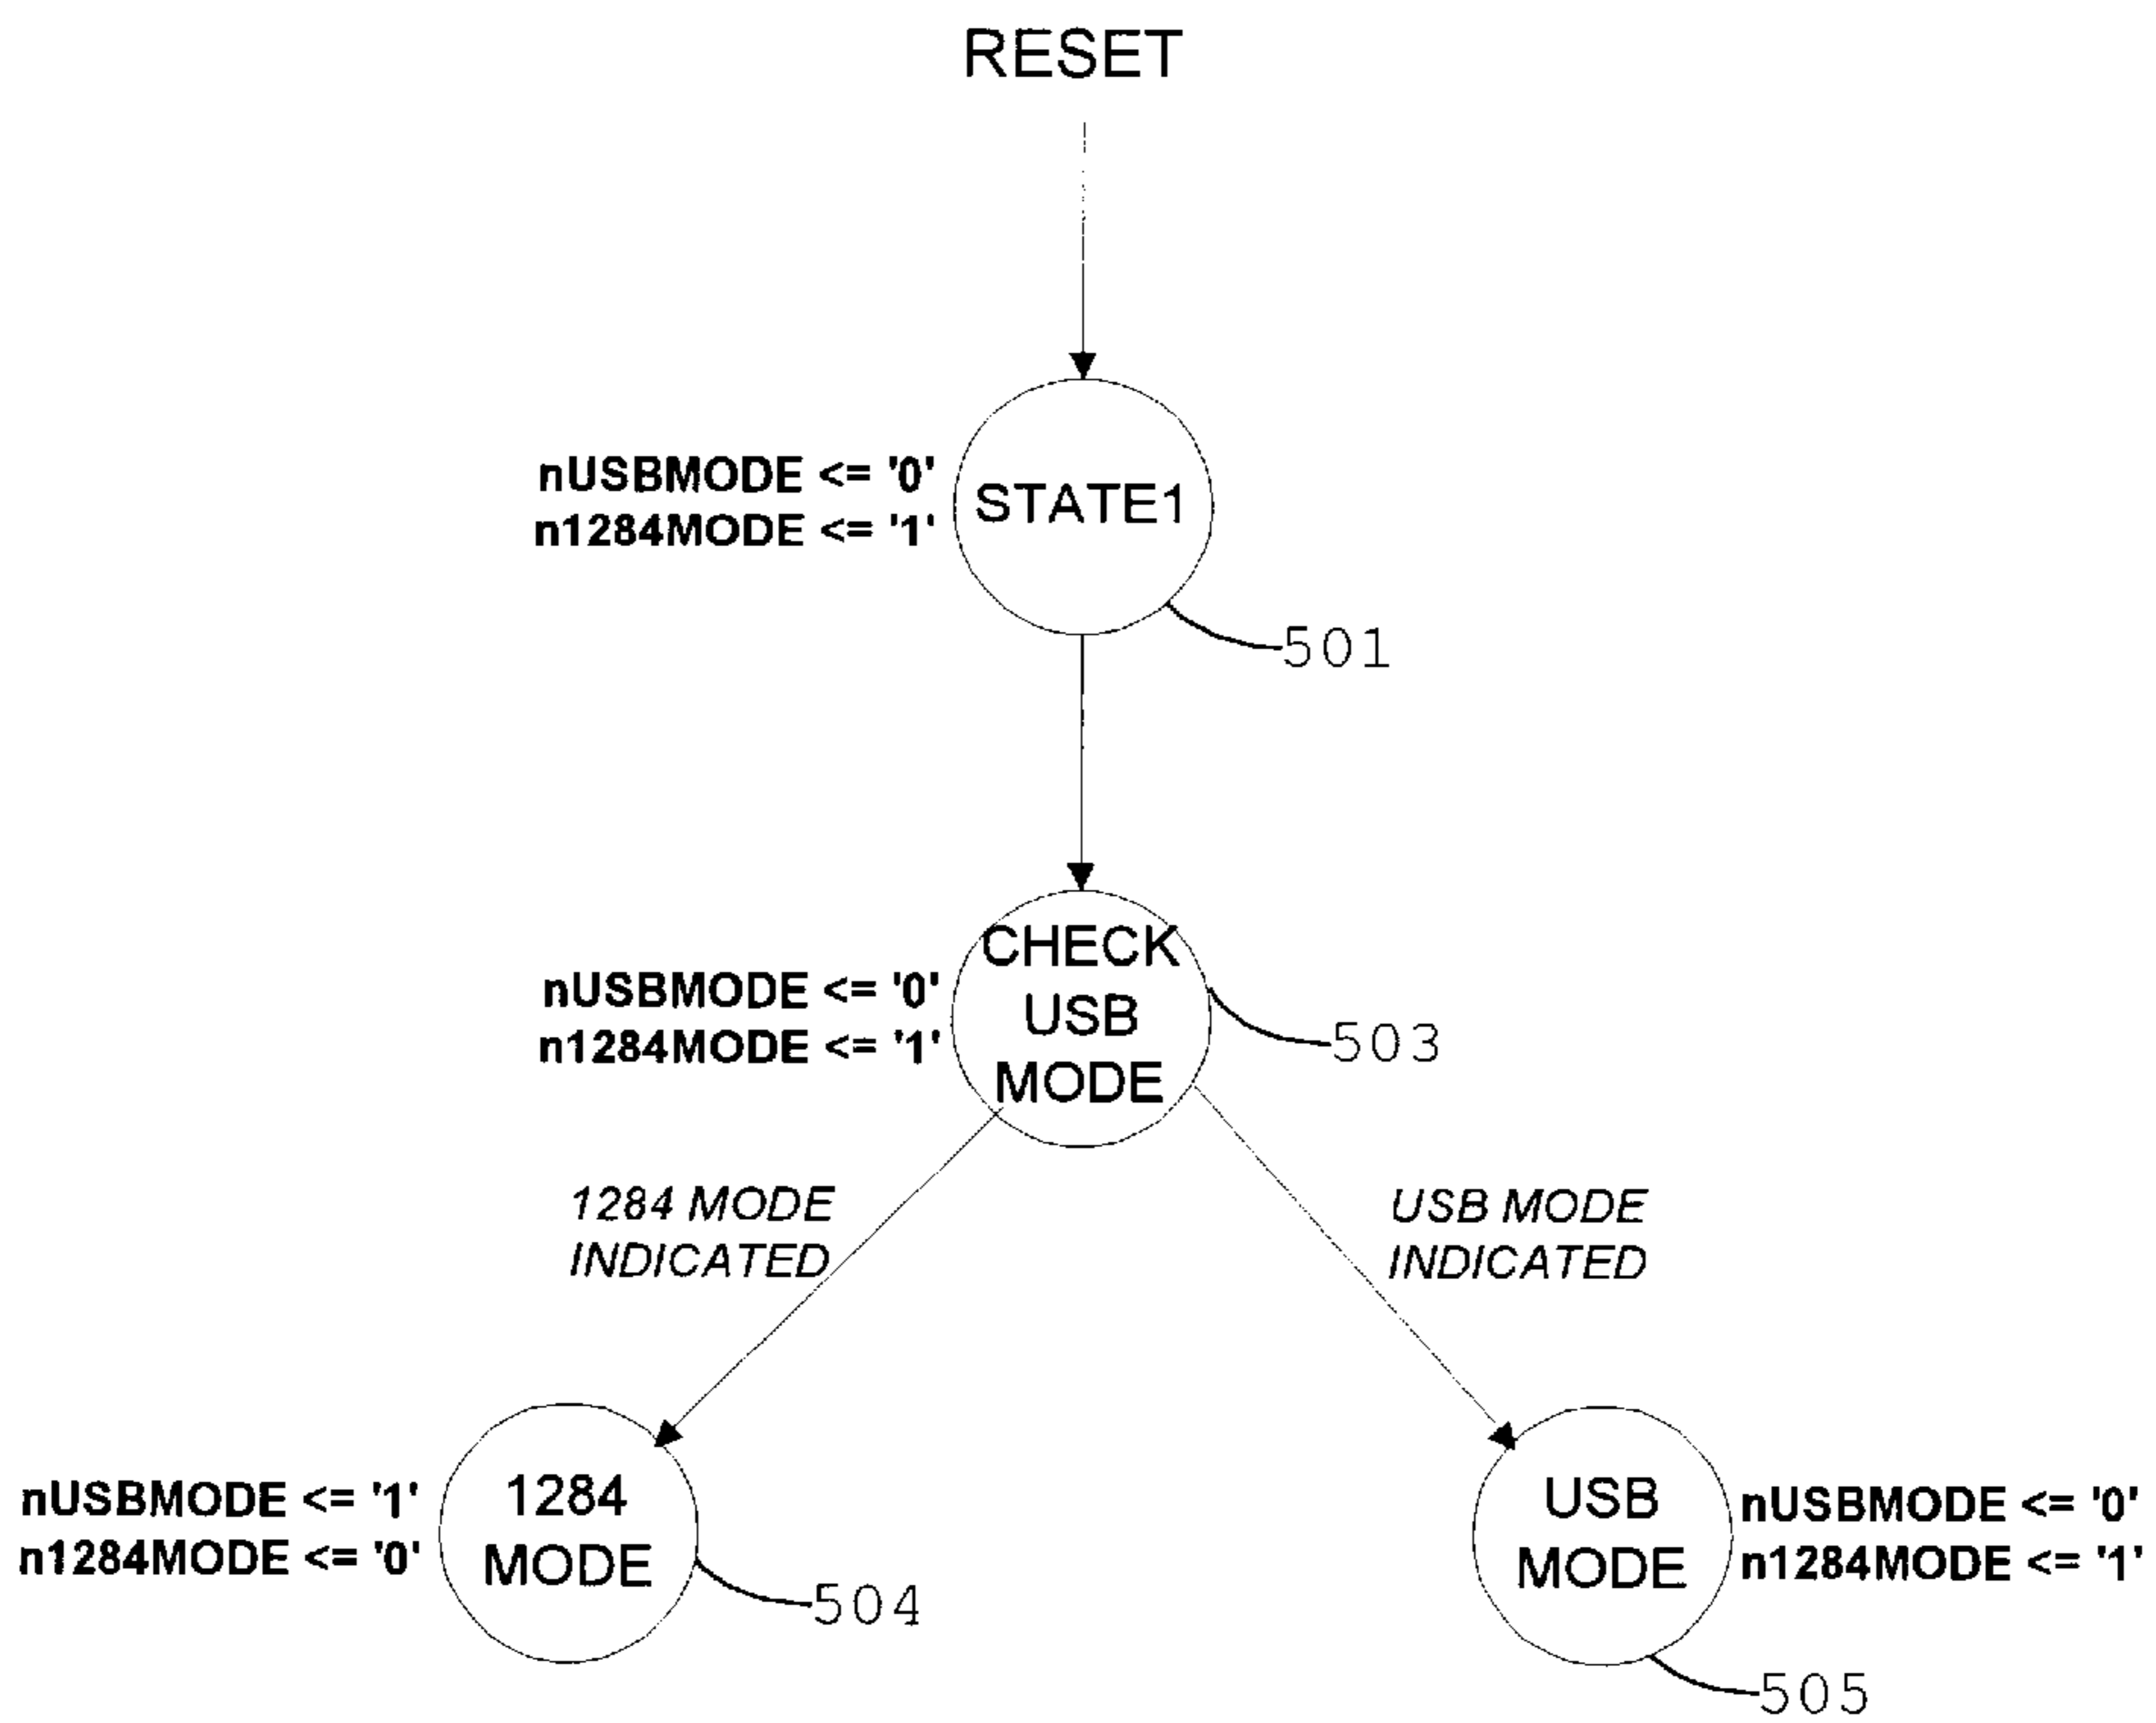 RESET
nUSBMODE <= '0'
n1284MODE <= '1'
STATE1
501
nUSBMODE <= '0'
n1284MODE <= '1'
CHECK
USB
MODE
503
1284 MODE
INDICATED
USB MODE
INDICATED
nUSBMODE <= '1'
n1284MODE <= '0'
1284
MODE
504
USB
MODE
nUSBMODE <= '0'
n1284MODE <= '1'
505